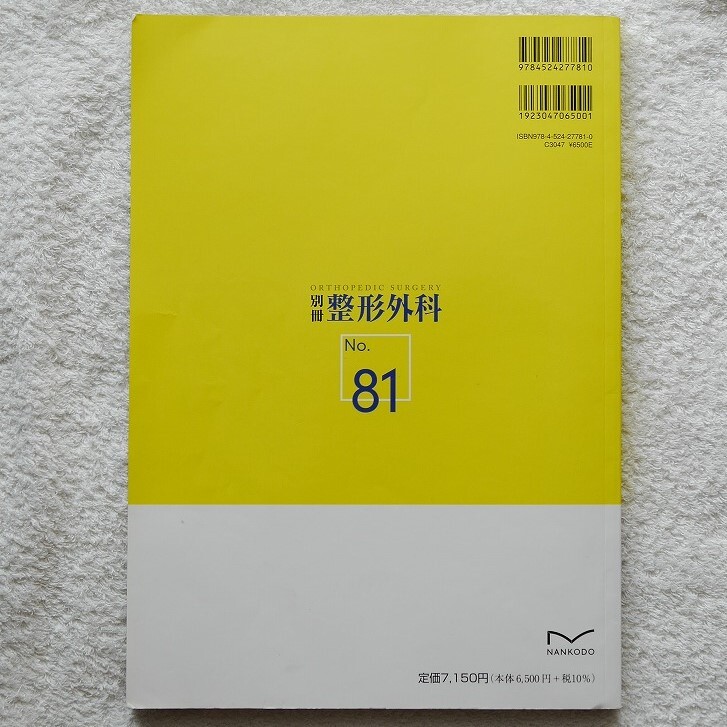 9784524277810
1923047065001
ISBN978-4-524-27781-0
C3047 ¥6500E
ORTHOPEDIC SURGERY
別冊 整形外科
No.
81
NANKODO
定価7,150円(本体6,500円+税10%)